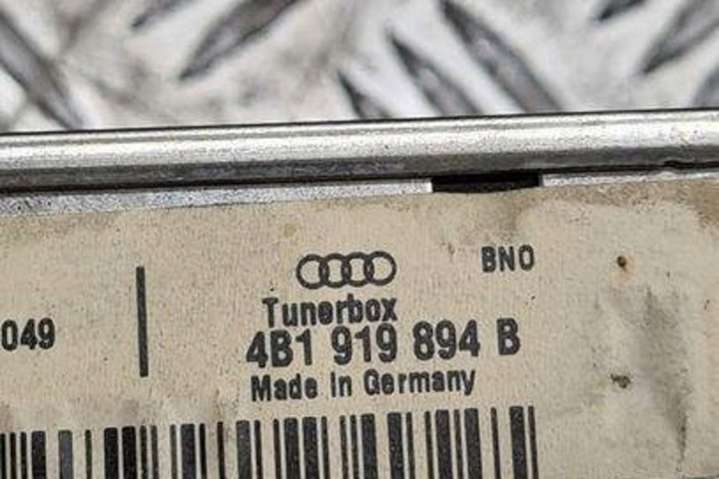 BNO
Tunerbox
049
4B1 919 894 B
Made in Germany